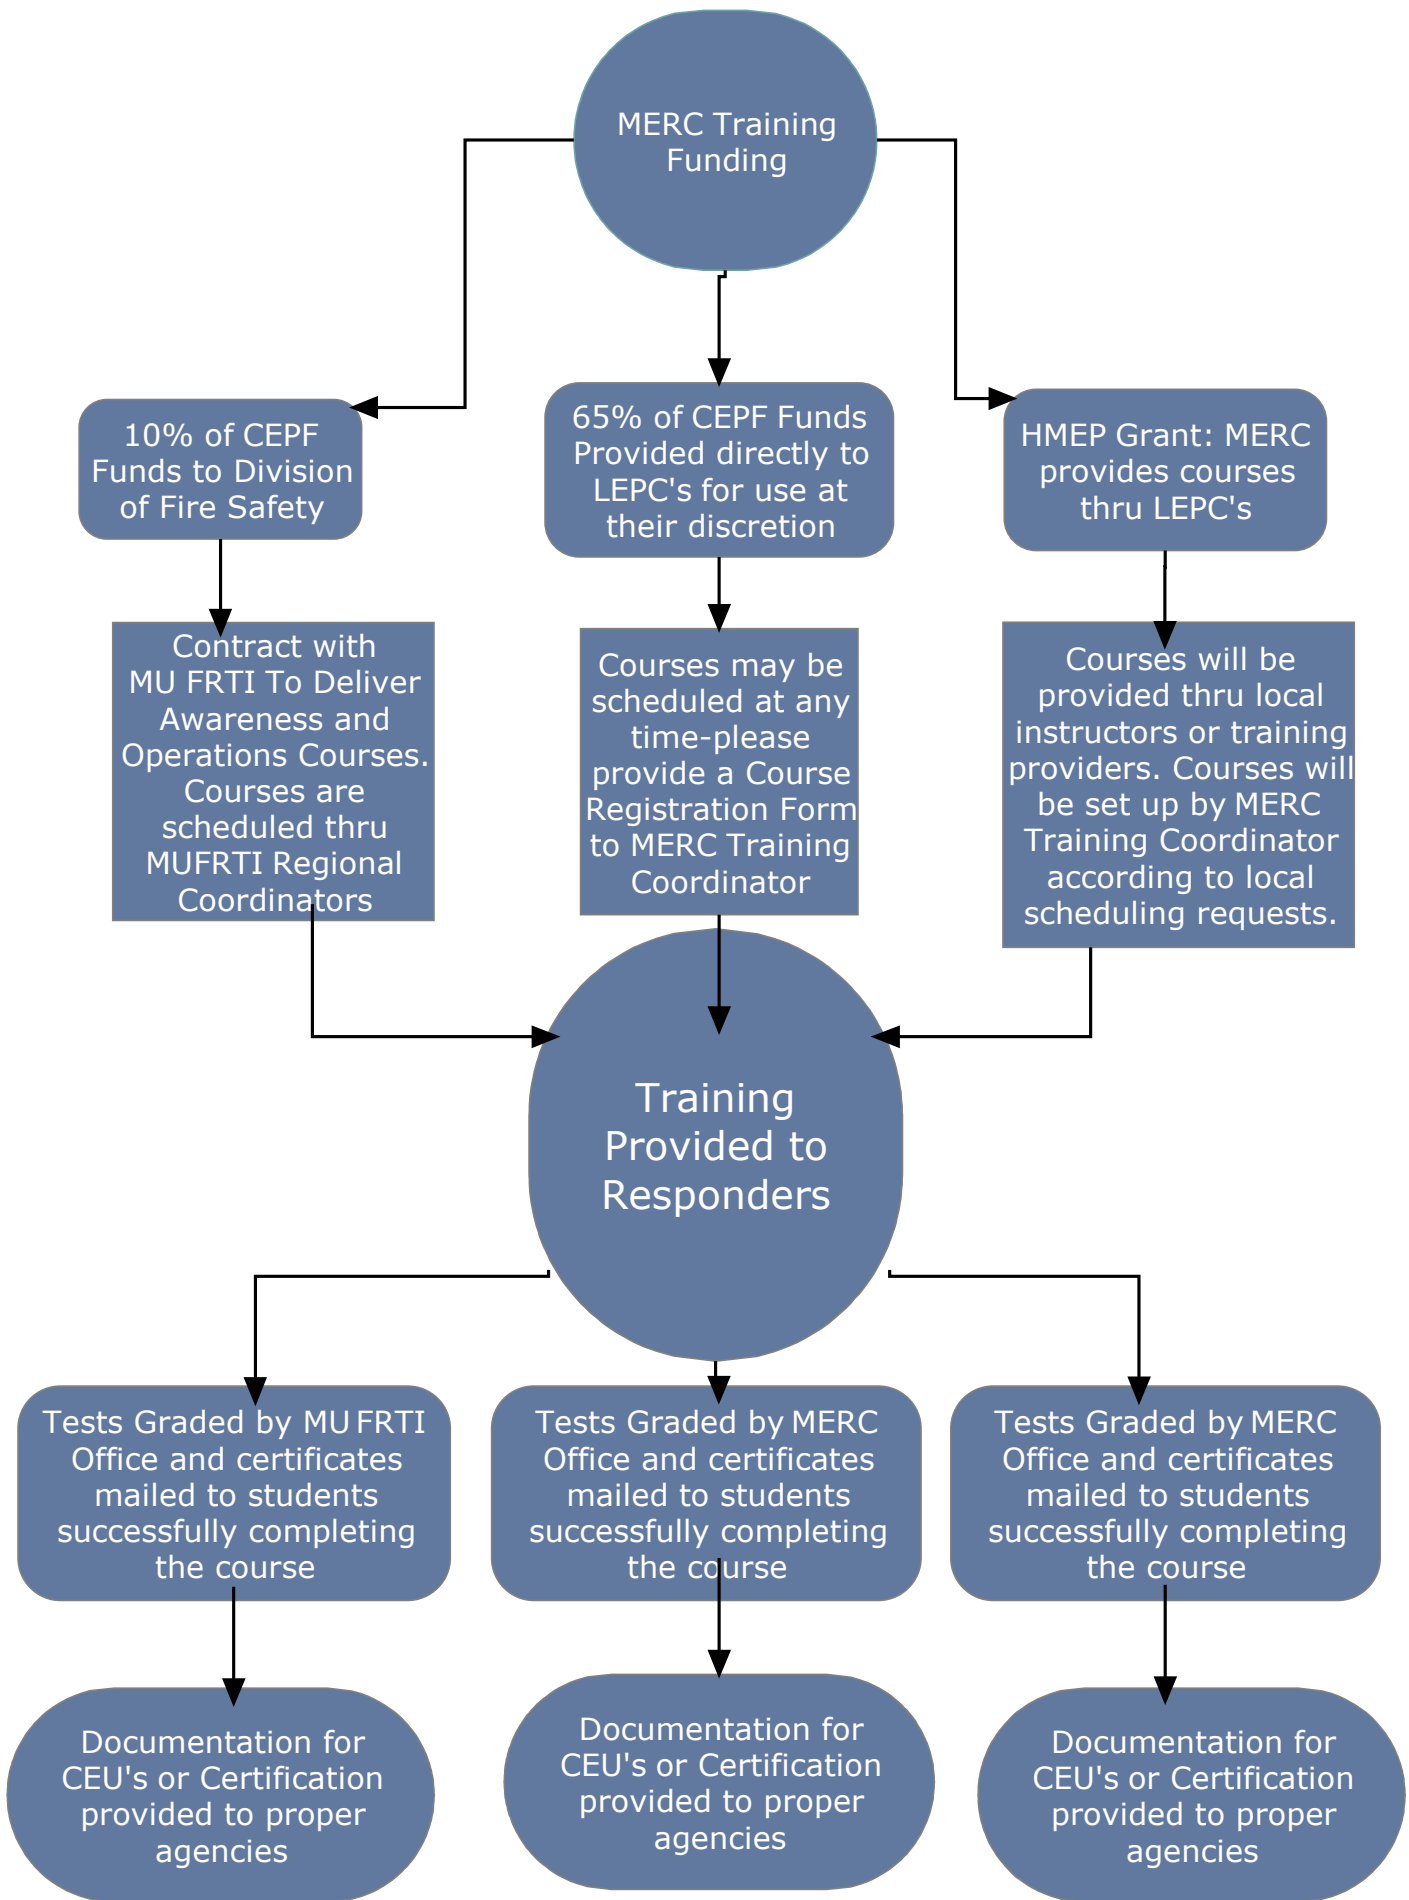 MERC Training
Funding
10% of CEPF
Funds to Division
of Fire Safety
65% of CEPF Funds
Provided directly to
LEPC's for use at
their discretion
HMEP Grant: MERC
provides courses
thru LEPC's
Contract with
MU FRTI To Deliver
Awareness and
Operations Courses.
Courses are
scheduled thru
MUFRTI Regional
Coordinators
Courses may be
scheduled at any
time-please
provide a Course
Registration Form
to MERC Training
Coordinator
Courses will be
provided thru local
instructors or training
providers. Courses will
be set up by MERC
Training Coordinator
according to local
scheduling requests.
Training
Provided to
Responders
Tests Graded by MU FRTI
Office and certificates
mailed to students
successfully completing
the course
Tests Graded by MERC
Office and certificates
mailed to students
successfully completing
the course
Tests Graded by MERC
Office and certificates
mailed to students
successfully completing
the course
Documentation for
CEU's or Certification
provided to proper
agencies
Documentation for
CEU's or Certification
provided to proper
agencies
Documentation for
CEU's or Certification
provided to proper
agencies